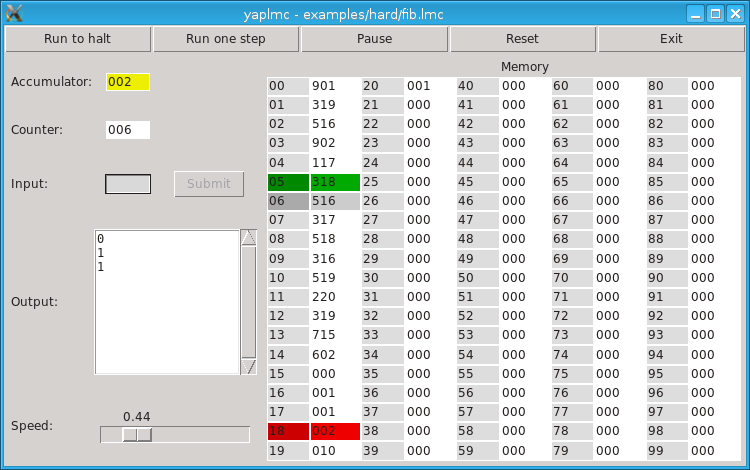 yaplmc - examples/hard/fib.lmc
Run to halt Run one step Pause Reset Exit
Memory
Accumulator: 002
Counter: 006
Input: Submit
Output:
0
1
1
Speed: 0.44
00 901 20 001 40 000 60 000 80 000
01 319 21 000 41 000 61 000 81 000
02 516 22 000 42 000 62 000 82 000
03 902 23 000 43 000 63 000 83 000
04 117 24 000 44 000 64 000 84 000
05 318 25 000 45 000 65 000 85 000
06 516 26 000 46 000 66 000 86 000
07 317 27 000 47 000 67 000 87 000
08 518 28 000 48 000 68 000 88 000
09 316 29 000 49 000 69 000 89 000
10 519 30 000 50 000 70 000 90 000
11 220 31 000 51 000 71 000 91 000
12 319 32 000 52 000 72 000 92 000
13 715 33 000 53 000 73 000 93 000
14 602 34 000 54 000 74 000 94 000
15 000 35 000 55 000 75 000 95 000
16 001 36 000 56 000 76 000 96 000
17 001 37 000 57 000 77 000 97 000
18 002 38 000 58 000 78 000 98 000
19 010 39 000 59 000 79 000 99 000